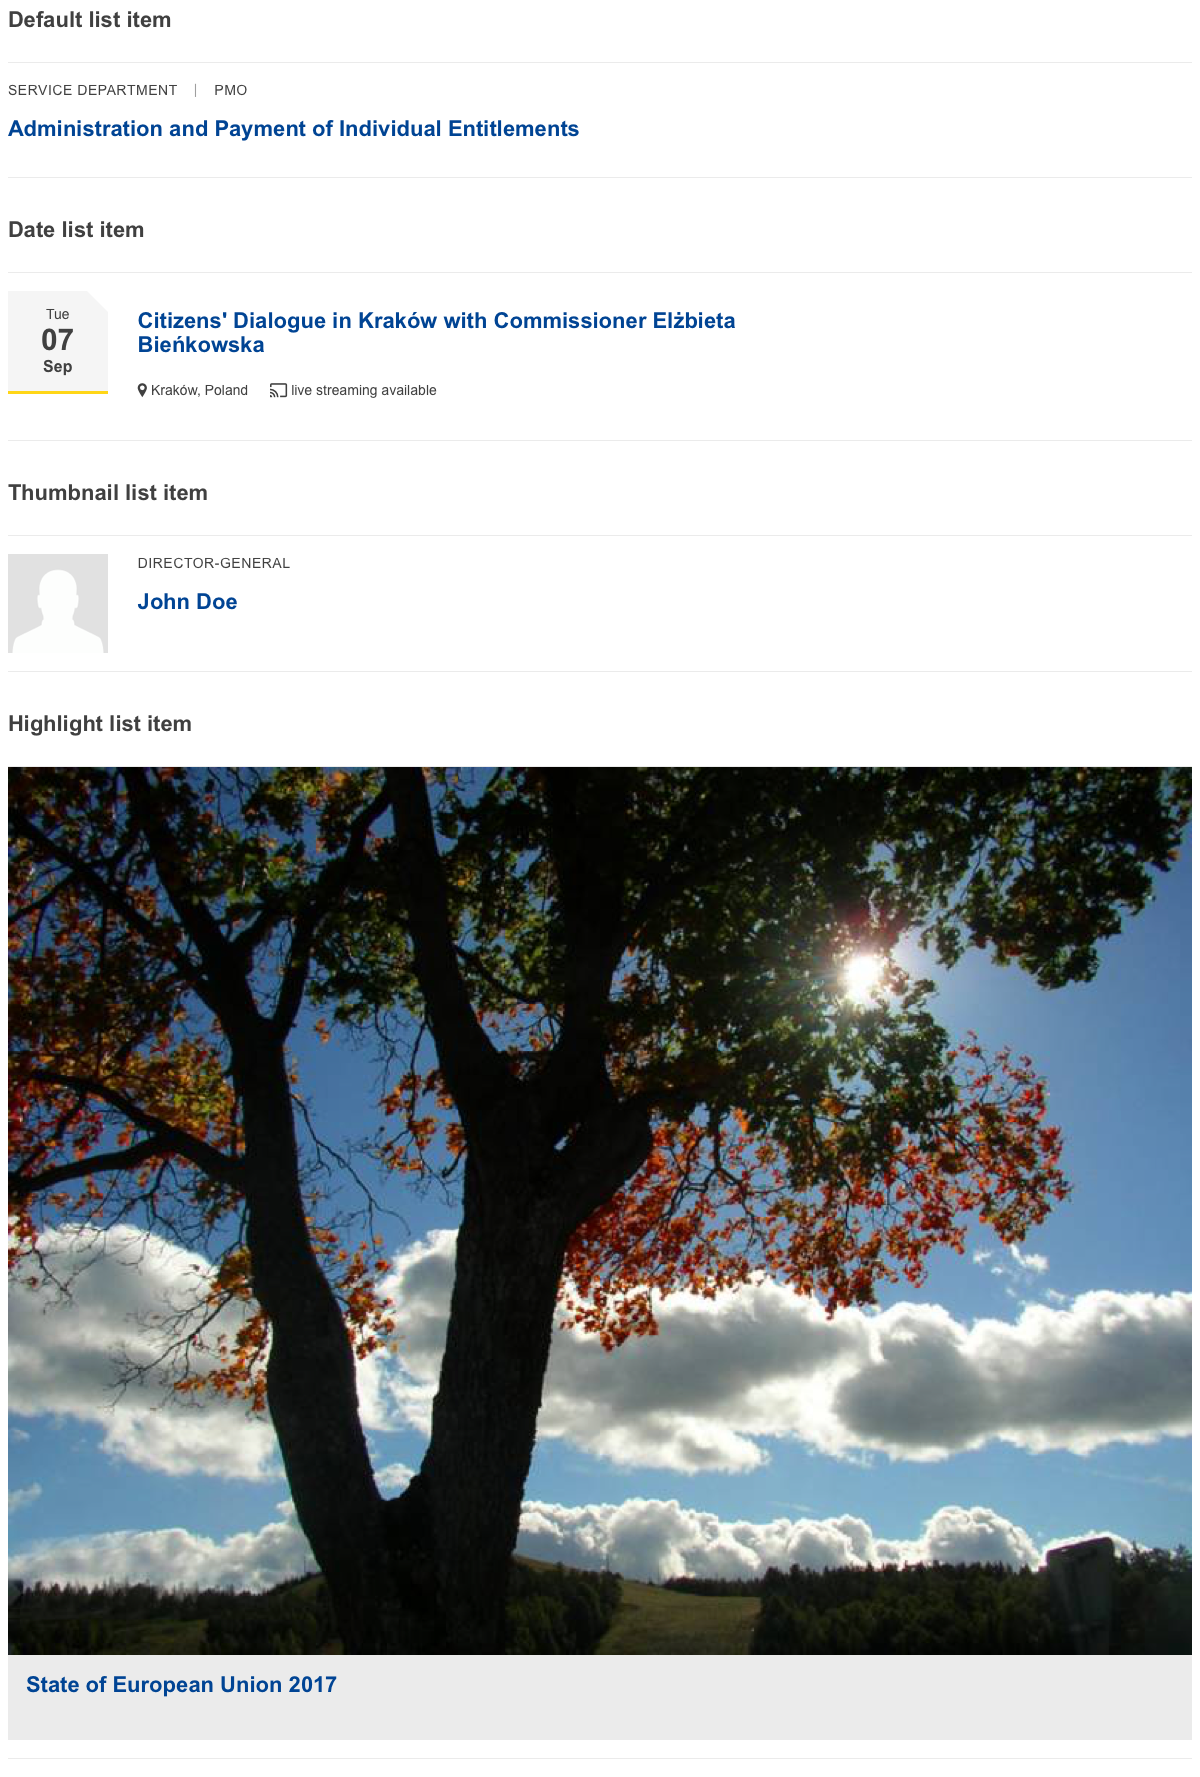 Default list item
SERVICE DEPARTMENT | PMO
Administration and Payment of Individual Entitlements
Date list item
Tue
07
Sep
Citizens' Dialogue in Kraków with Commissioner Elżbieta
Bieńkowska
Kraków, Poland live streaming available
Thumbnail list item
DIRECTOR-GENERAL
John Doe
Highlight list item
State of European Union 2017